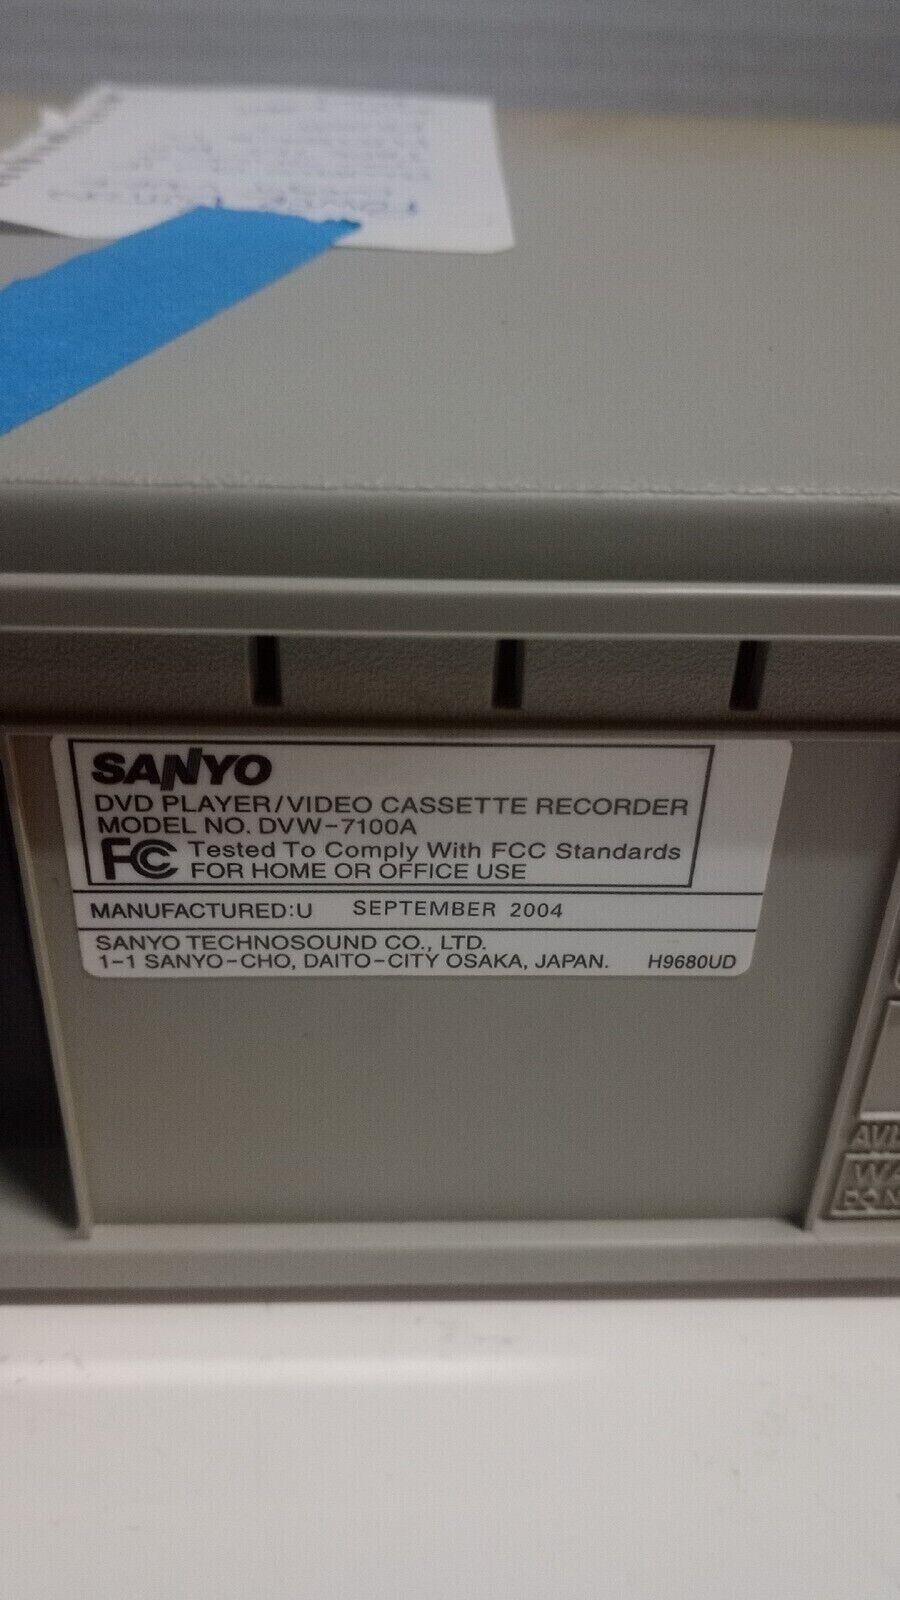 POWER BUTTON
SANYO
DVD PLAYER/VIDEO CASSETTE RECORDER
MODEL NO. DVW-7100A
FC Tested To Comply With FCC Standards
FOR HOME OR OFFICE USE
MANUFACTURED:U SEPTEMBER 2004
SANYO TECHNOSOUND CO., LTD.
1-1 SANYO-CHO, DAITO-CITY OSAKA, JAPAN. H9680UD